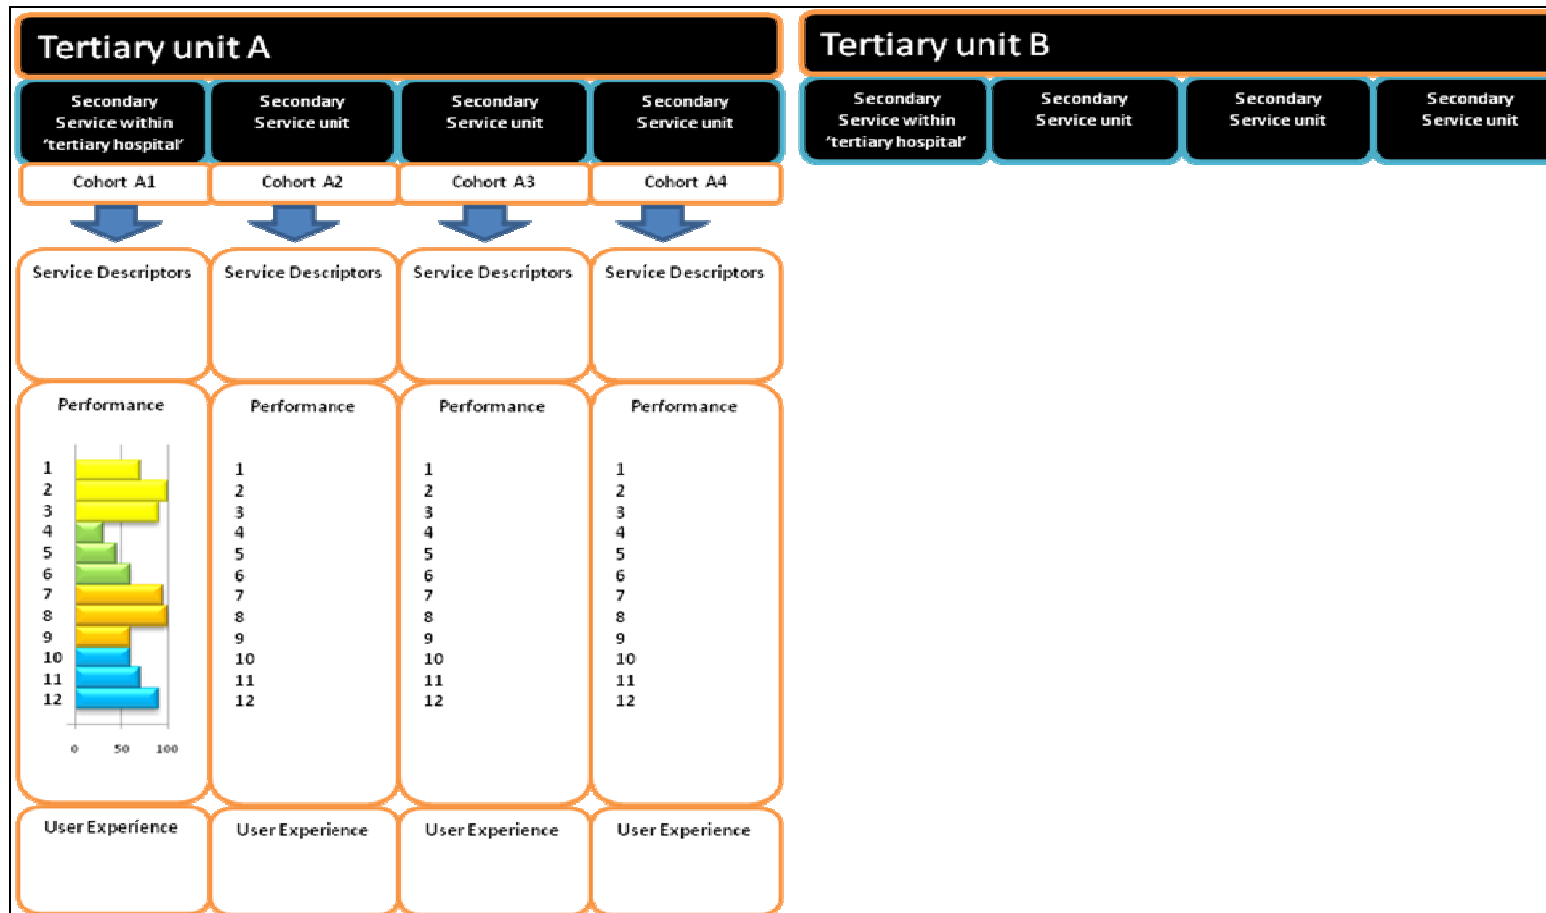 Tertiary unit A
Secondary
Service within
'tertiary hospital'
Secondary
Service unit
Secondary
Service unit
Secondary
Service unit
Cohort A1
Cohort A2
Cohort A3
Cohort A4
Service Descriptors
Service Descriptors
Service Descriptors
Service Descriptors
Performance
1
2
3
4
5
6
7
8
9
10
11
12
0 50 100
Performance
1
2
3
4
5
6
7
8
9
10
11
12
Performance
1
2
3
4
5
6
7
8
9
10
11
12
Performance
1
2
3
4
5
6
7
8
9
10
11
12
User Experience
User Experience
User Experience
User Experience
Tertiary unit B
Secondary
Service within
'tertiary hospital'
Secondary
Service unit
Secondary
Service unit
Secondary
Service unit